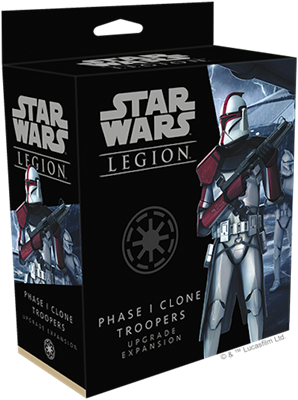 STAR
WARS
LEGION
PHASE I CLONE
TROOPERS
UPGRADE
EXPANSION
STAR
WARS
LEGION
PHASE I CLONE
TROOPERS
UPGRADE EXPANSION
© & ™ Lucasfilm Ltd.